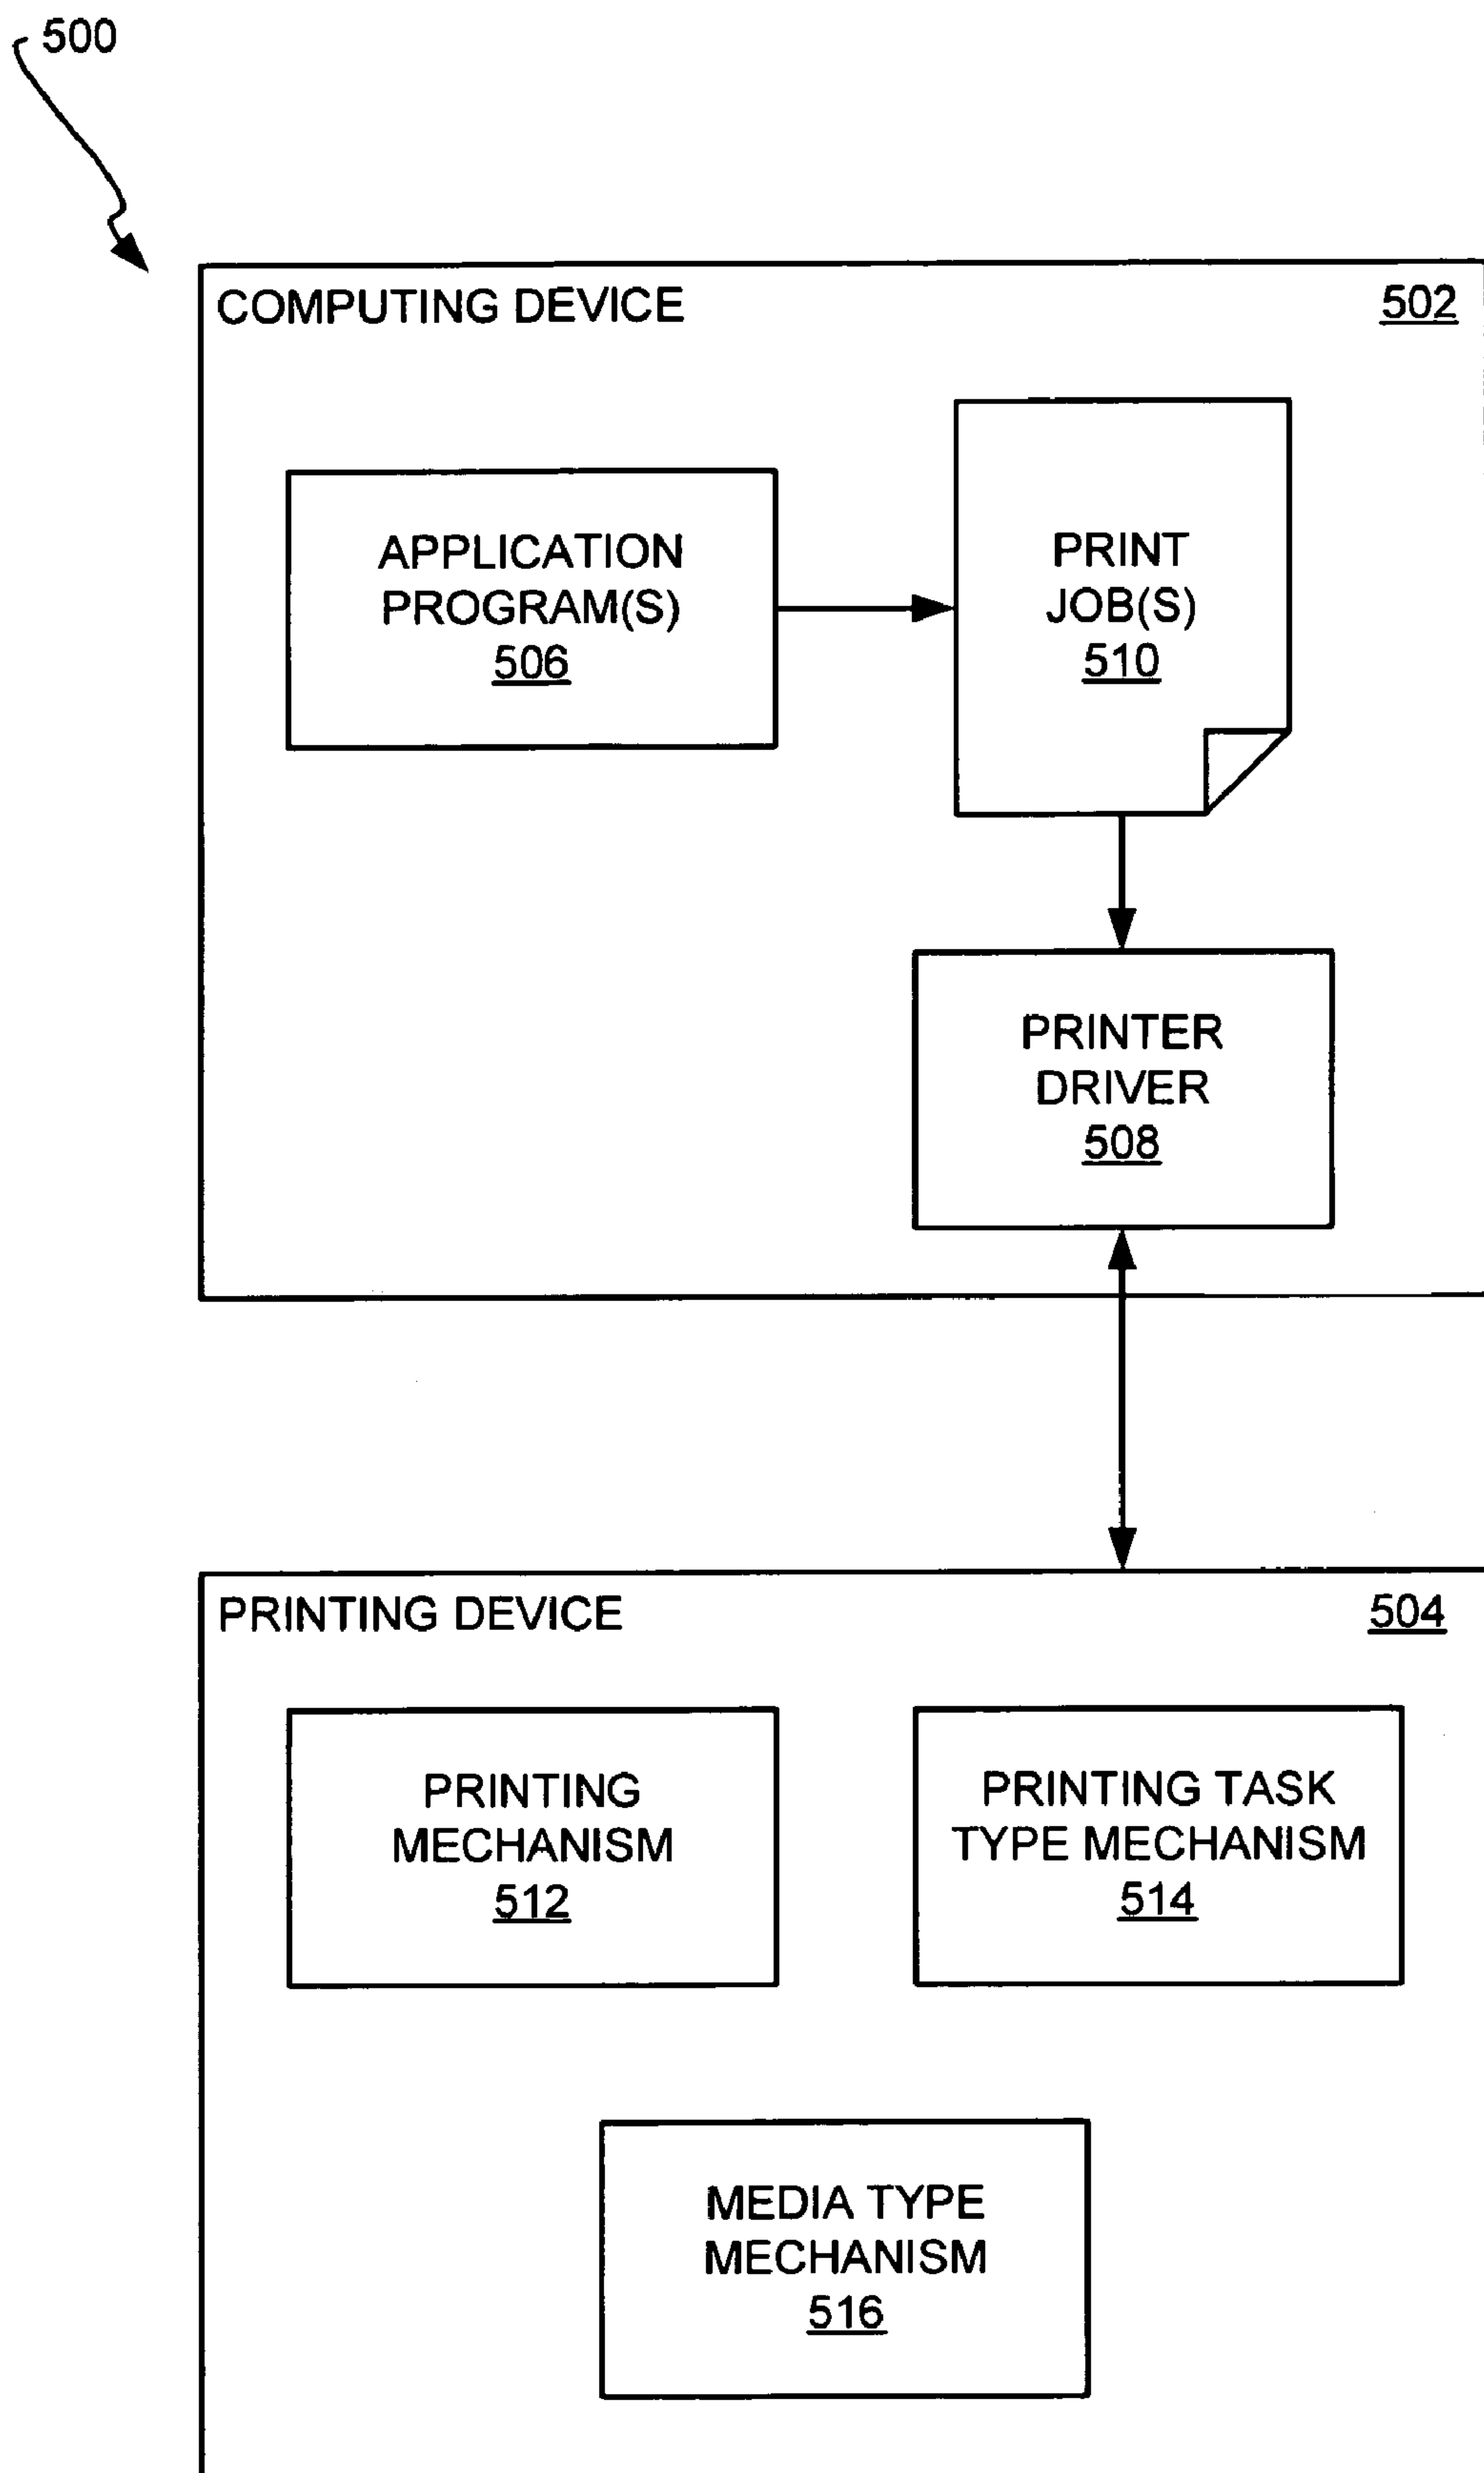 500
COMPUTING DEVICE 502
APPLICATION
PROGRAM(S)
506
PRINT
JOB(S)
510
PRINTER
DRIVER
508
PRINTING DEVICE 504
PRINTING
MECHANISM
512
PRINTING TASK
TYPE MECHANISM
514
MEDIA TYPE
MECHANISM
516